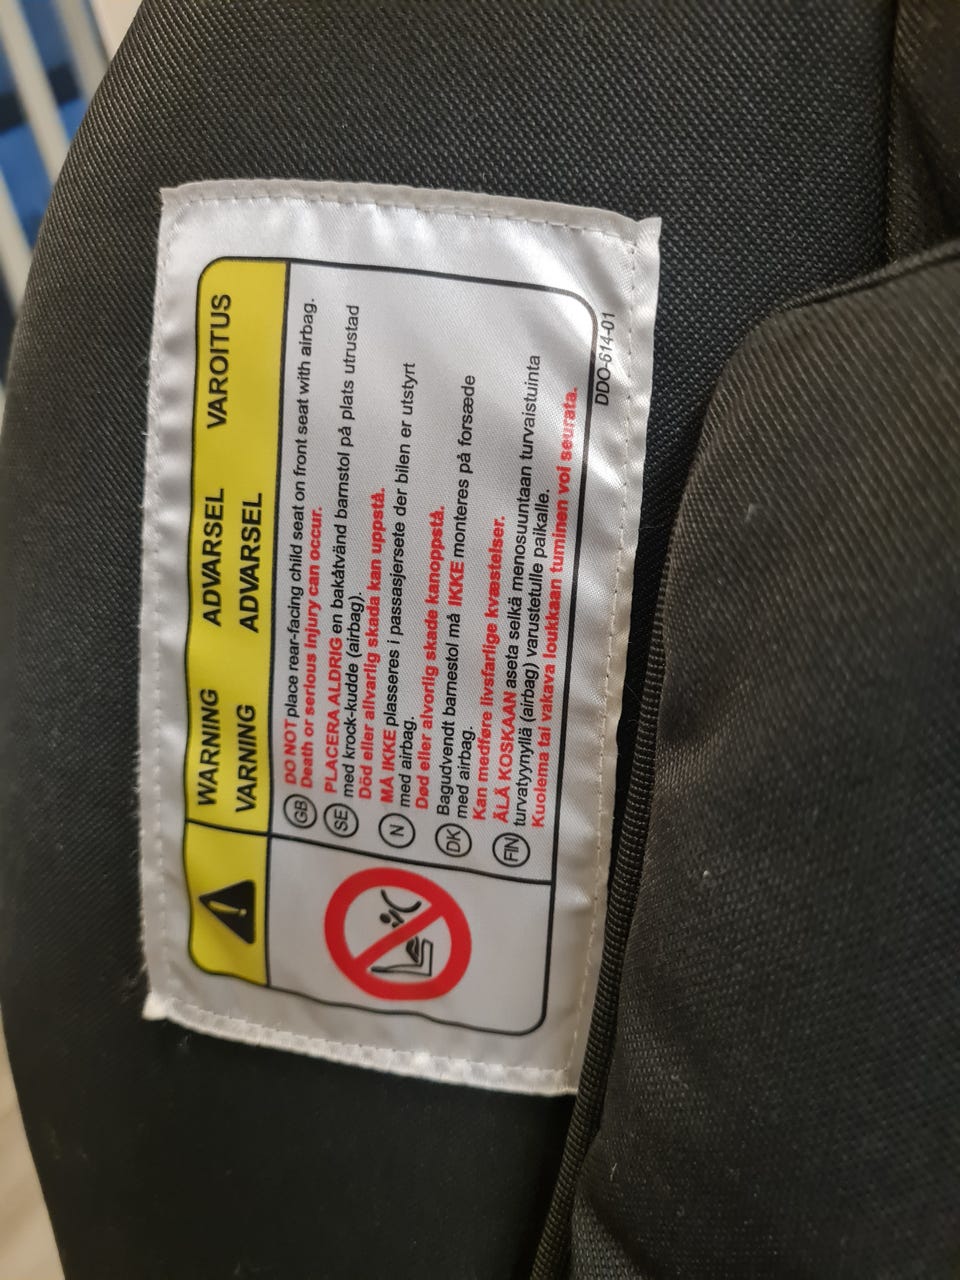 WARNING ADVARSEL VAROITUS
VARNING ADVARSEL
GB DO NOT place rear-facing child seat on front seat with airbag.
Death or serious injury can occur.
SE PLACERA ALDRIG en bakåtvänd barnstol på plats utrustad
med krock-kudde (airbag).
Död eller allvarlig skada kan uppstå.
N MÅ IKKE plasseres i passasjersete der bilen er utstyrt
med airbag.
Død eller alvorlig skade kanoppstå.
DK Bagudvendt barnestol må IKKE monteres på forsæde
med airbag.
Kan medføre livsfarlige kvæstelser.
FIN ÄLÄ KOSKAAN aseta selkä menosuuntaan turvaistuinta
turvatyynyllä (airbag) varustetulle paikalle.
Kuolema tai vakava loukkaan tuminen voi seurata.
DDO-614-01